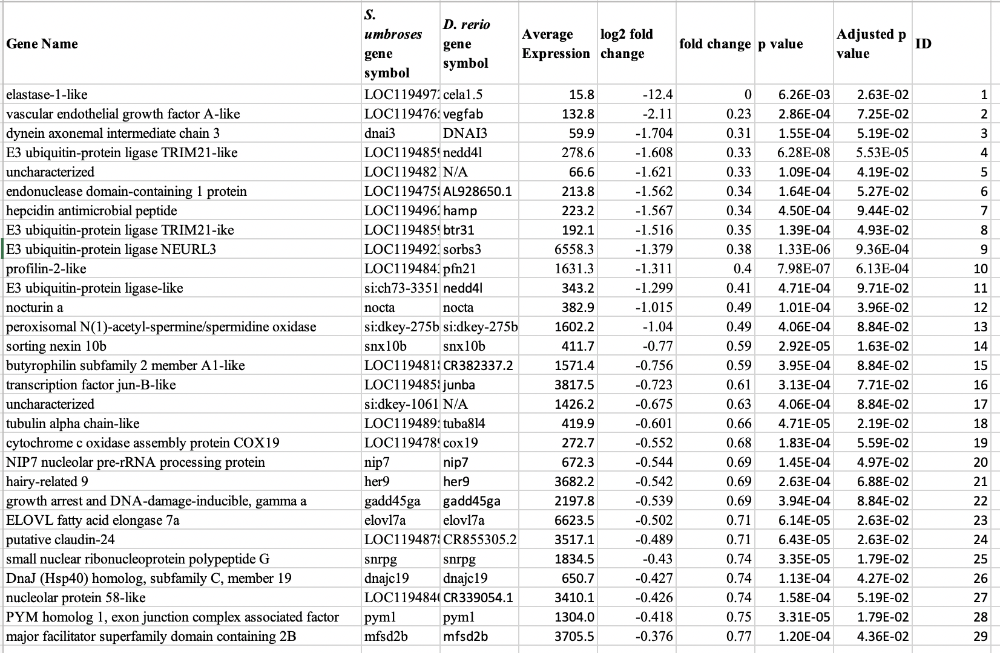 Gene Name	S. umbroses gene symbol	D. rerio gene symbol	Average Expression	log2 fold change	fold change	p value	Adjusted p value	ID
elastase-1-like	LOC119497	cela1.5	15.8	-12.4	0	6.26E-03	2.63E-02	1
vascular endothelial growth factor A-like	LOC119476	vegfab	132.8	-2.11	0.23	2.86E-04	7.25E-02	2
dynein axonemal intermediate chain 3	dnai3	DNAI3	59.9	-1.704	0.31	1.55E-04	5.19E-02	3
E3 ubiquitin-protein ligase TRIM21-like	LOC119485	nedd4l	278.6	-1.608	0.33	6.28E-08	5.53E-05	4
uncharacterized	LOC119482	N/A	66.6	-1.621	0.33	1.09E-04	4.19E-02	5
endonuclease domain-containing 1 protein	LOC119475	AL928650.1	213.8	-1.562	0.34	1.64E-04	5.27E-02	6
hepcidin antimicrobial peptide	LOC119496	hamp	223.2	-1.567	0.34	4.50E-04	9.44E-02	7
E3 ubiquitin-protein ligase TRIM21-ike	LOC119485	btr31	192.1	-1.516	0.35	1.39E-04	4.93E-02	8
E3 ubiquitin-protein ligase NEURL3	LOC119492	sorbs3	6558.3	-1.379	0.38	1.33E-06	9.36E-04	9
profilin-2-like	LOC119484	pfn21	1631.3	-1.311	0.4	7.98E-07	6.13E-04	10
E3 ubiquitin-protein ligase-like	si:ch73-3351	nedd4l	343.2	-1.299	0.41	4.71E-04	9.71E-02	11
nocturin a	nocta	nocta	382.9	-1.015	0.49	1.01E-04	3.96E-02	12
peroxisomal N(1)-acetyl-spermine/spermidine oxidase	si:dkey-275b	si:dkey-275b	1602.2	-1.04	0.49	4.06E-04	8.84E-02	13
sorting nexin 10b	snx10b	snx10b	411.7	-0.77	0.59	2.92E-05	1.63E-02	14
butyrophilin subfamily 2 member A1-like	LOC119481	CR382337.2	1571.4	-0.756	0.59	3.95E-04	8.84E-02	15
transcription factor jun-B-like	LOC119485	junba	3817.5	-0.723	0.61	3.13E-04	7.71E-02	16
uncharacterized	si:dkey-1061	N/A	1426.2	-0.675	0.63	4.06E-04	8.84E-02	17
tubulin alpha chain-like	LOC119489	tuba8l4	419.9	-0.601	0.66	4.71E-05	2.19E-02	18
cytochrome c oxidase assembly protein COX19	LOC119478	cox19	272.7	-0.552	0.68	1.83E-04	5.59E-02	19
NIP7 nucleolar pre-rRNA processing protein	nip7	nip7	672.3	-0.544	0.69	1.45E-04	4.97E-02	20
hairy-related 9	her9	her9	3682.2	-0.542	0.69	2.63E-04	6.88E-02	21
growth arrest and DNA-damage-inducible, gamma a	gadd45ga	gadd45ga	2197.8	-0.539	0.69	3.94E-04	8.84E-02	22
ELOVL fatty acid elongase 7a	elovl7a	elovl7a	6623.5	-0.502	0.71	6.14E-05	2.63E-02	23
putative claudin-24	LOC119487	CR855305.2	3517.1	-0.489	0.71	6.43E-05	2.63E-02	24
small nuclear ribonucleoprotein polypeptide G	snrpg	snrpg	1834.5	-0.43	0.74	3.35E-05	1.79E-02	25
DnaJ (Hsp40) homolog, subfamily C, member 19	dnajc19	dnajc19	650.7	-0.427	0.74	1.13E-04	4.27E-02	26
nucleolar protein 58-like	LOC119484	CR339054.1	3410.1	-0.426	0.74	1.58E-04	5.19E-02	27
PYM homolog 1, exon junction complex associated factor	pym1	pym1	1304.0	-0.418	0.75	3.31E-05	1.79E-02	28
major facilitator superfamily domain containing 2B	mfsd2b	mfsd2b	3705.5	-0.376	0.77	1.20E-04	4.36E-02	29